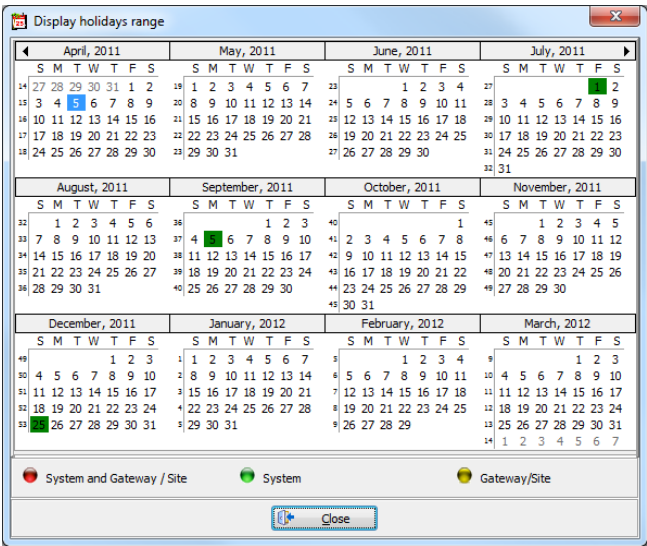 Display holidays range
April, 2011 May, 2011 June, 2011 July, 2011
S M T W T F S S M T W T F S S M T W T F S S M T W T F S
14 27 28 29 30 31 1 2 19 1 2 3 4 5 6 7 23 1 2 3 4 27 1 2
15 3 4 5 6 7 8 9 20 8 9 10 11 12 13 14 24 5 6 7 8 9 10 11 28 3 4 5 6 7 8 9
16 10 11 12 13 14 15 16 21 15 16 17 18 19 20 21 25 12 13 14 15 16 17 18 29 10 11 12 13 14 15 16
17 17 18 19 20 21 22 23 22 22 23 24 25 26 27 28 26 19 20 21 22 23 24 25 30 17 18 19 20 21 22 23
18 24 25 26 27 28 29 30 23 29 30 31 27 26 27 28 29 30 31 24 25 26 27 28 29 30
32 31
August, 2011 September, 2011 October, 2011 November, 2011
S M T W T F S S M T W T F S S M T W T F S S M T W T F S
32 1 2 3 4 5 6 36 1 2 3 40 1 45 1 2 3 4 5
33 7 8 9 10 11 12 13 37 4 5 6 7 8 9 10 41 2 3 4 5 6 7 8 46 6 7 8 9 10 11 12
34 14 15 16 17 18 19 20 38 11 12 13 14 15 16 17 42 9 10 11 12 13 14 15 47 13 14 15 16 17 18 19
35 21 22 23 24 25 26 27 39 18 19 20 21 22 23 24 43 16 17 18 19 20 21 22 48 20 21 22 23 24 25 26
36 28 29 30 31 40 25 26 27 28 29 30 44 23 24 25 26 27 28 29 49 27 28 29 30
45 30 31
December, 2011 January, 2012 February, 2012 March, 2012
S M T W T F S S M T W T F S S M T W T F S S M T W T F S
49 1 2 3 1 1 2 3 4 5 6 7 5 1 2 3 4 9 1 2 3
50 4 5 6 7 8 9 10 2 8 9 10 11 12 13 14 6 5 6 7 8 9 10 11 10 4 5 6 7 8 9 10
51 11 12 13 14 15 16 17 3 15 16 17 18 19 20 21 7 12 13 14 15 16 17 18 11 11 12 13 14 15 16 17
52 18 19 20 21 22 23 24 4 22 23 24 25 26 27 28 8 19 20 21 22 23 24 25 12 18 19 20 21 22 23 24
53 25 26 27 28 29 30 31 5 29 30 31 9 26 27 28 29 13 25 26 27 28 29 30 31
14 1 2 3 4 5 6 7
System and Gateway / Site System Gateway/Site
Close